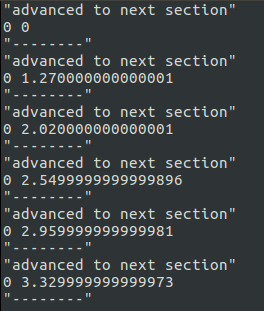 "advanced to next section"
0 0
"--------"
"advanced to next section"
0 1.270000000000001
"--------"
"advanced to next section"
0 2.020000000000001
"--------"
"advanced to next section"
0 2.5499999999999896
"--------"
"advanced to next section"
0 2.959999999999981
"--------"
"advanced to next section"
0 3.329999999999973
"--------"